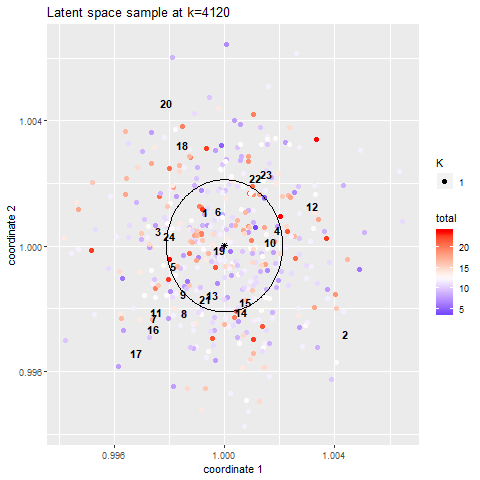 Latent space sample at k=4120
20
18
22 23
1 6 12
3 24 4
10
19
5
9 21 13 15
11 7 8 14
17 2
16
1.004
1.000
0.996
coordinate 2
0.996 1.000 1.004
coordinate 1
K
1
total
20
15
10
5